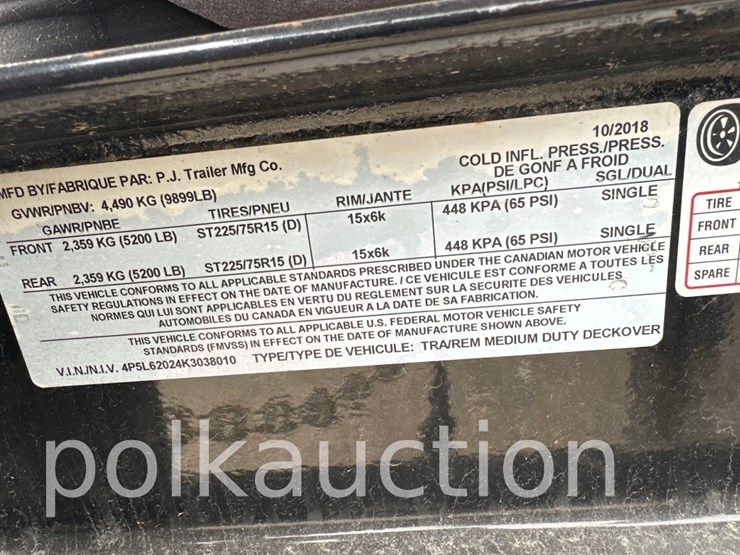 10/2018
MFD BY/FABRIQUE PAR: P.J. Trailer Mfg Co.
COLD INFL. PRESS./PRESS.
DE GONF A FROID
GVWR/PNBV: 4,490 KG (9899LB)
GAWR/PNBE TIRES/PNEU RIM/JANTE KPA(PSI/LPC) SGL/DUAL
FRONT 2,359 KG (5200 LB) ST225/75R15 (D) 15x6k 448 KPA (65 PSI) SINGLE
REAR 2,359 KG (5200 LB) ST225/75R15 (D) 15x6k 448 KPA (65 PSI) SINGLE
THIS VEHICLE CONFORMS TO ALL APPLICABLE STANDARDS PRESCRIBED UNDER THE CANADIAN MOTOR VEHICLE
SAFETY REGULATIONS IN EFFECT ON THE DATE OF MANUFACTURE. / CE VEHICULE EST CONFORME A TOUTES LES
NORMES QUI LUI SONT APPLICABLES EN VERTU DU REGLEMENT SUR LA SECURITE DES VEHICULES
AUTOMOBILES DU CANADA EN VIGUEUR A LA DATE DE SA FABRICATION.
THIS VEHICLE CONFORMS TO ALL APPLICABLE U.S. FEDERAL MOTOR VEHICLE SAFETY
STANDARDS (FMVSS) IN EFFECT ON THE DATE OF MANUFACTURE SHOWN ABOVE.
V.I.N./N.I.V. 4P5L62024K3038010 TYPE/TYPE DE VEHICULE: TRA/REM MEDIUM DUTY DECKOVER
TIRE
FRONT
REAR
SPARE
polkauction